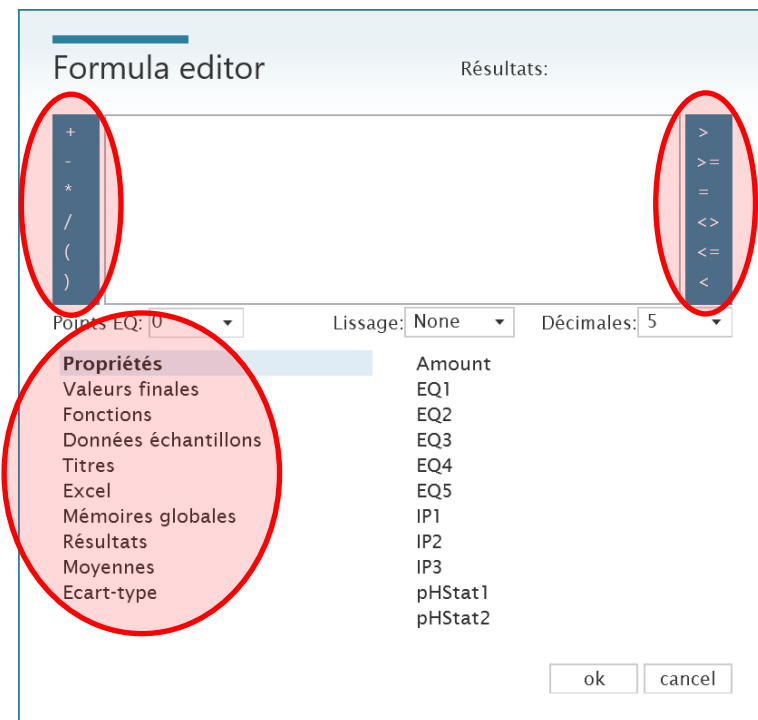 Formula editor
Résultats:
+
-
*
/
(
)
>
>=
=
<>
<=
<
Points EQ: 0
Lissage: None
Décimales: 5
Propriétés
Valeurs finales
Fonctions
Données échantillons
Titres
Excel
Mémoires globales
Résultats
Moyennes
Ecart-type
Amount
EQ1
EQ2
EQ3
EQ4
EQ5
IP1
IP2
IP3
pHStat1
pHStat2
ok
cancel